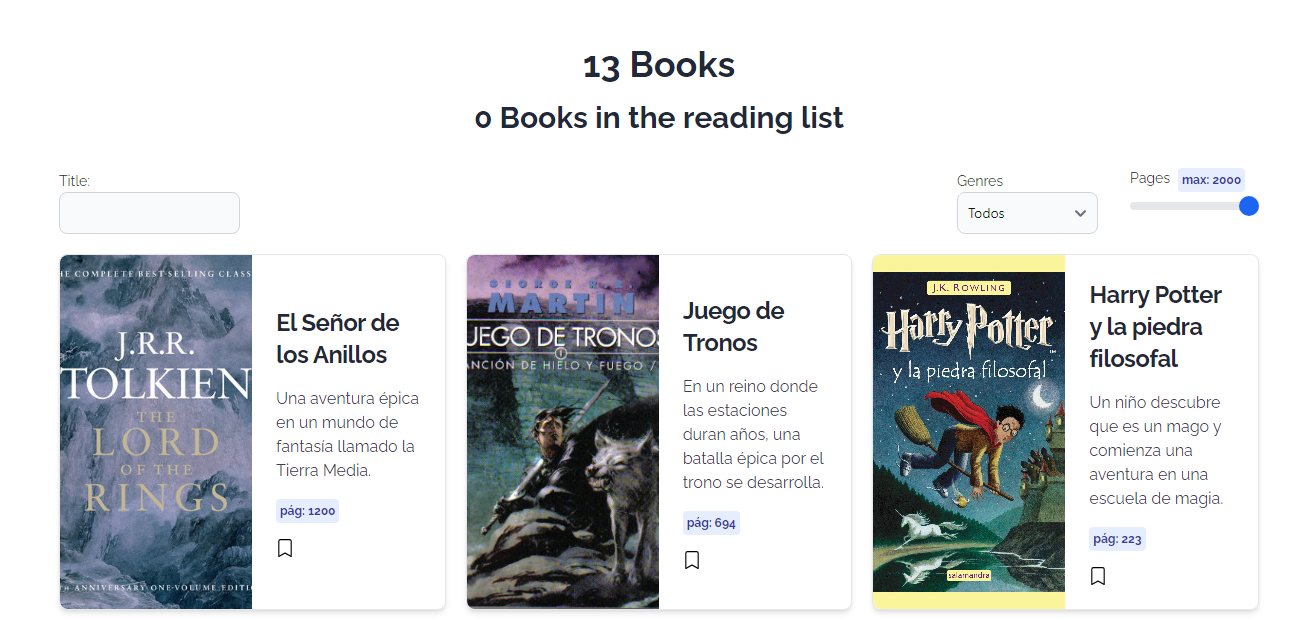 13 Books
0 Books in the reading list
Title:
Genres
Todos
Pages max: 2000
HE COMPLETE BEST-SELLING CLASS
J.R.R.
TOLKIEN
THE
LORD
OF THE
RINGS
TH ANNIVERSARY ONE-VOLUME EDITI
El Señor de
los Anillos
Una aventura épica
en un mundo de
fantasía llamado la
Tierra Media.
pág: 1200
GEORGE R. R.
MARTIN
JUEGO DE TRONOS
ANCIÓN DE HIELO Y FUEGO /
Juego de
Tronos
En un reino donde
las estaciones
duran años, una
batalla épica por el
trono se desarrolla.
pág: 694
J.K. ROWLING
Harry Potter
y la piedra filosofal
salamandra
Harry Potter
y la piedra
filosofal
Un niño descubre
que es un mago y
comienza una
aventura en una
escuela de magia.
pág: 223